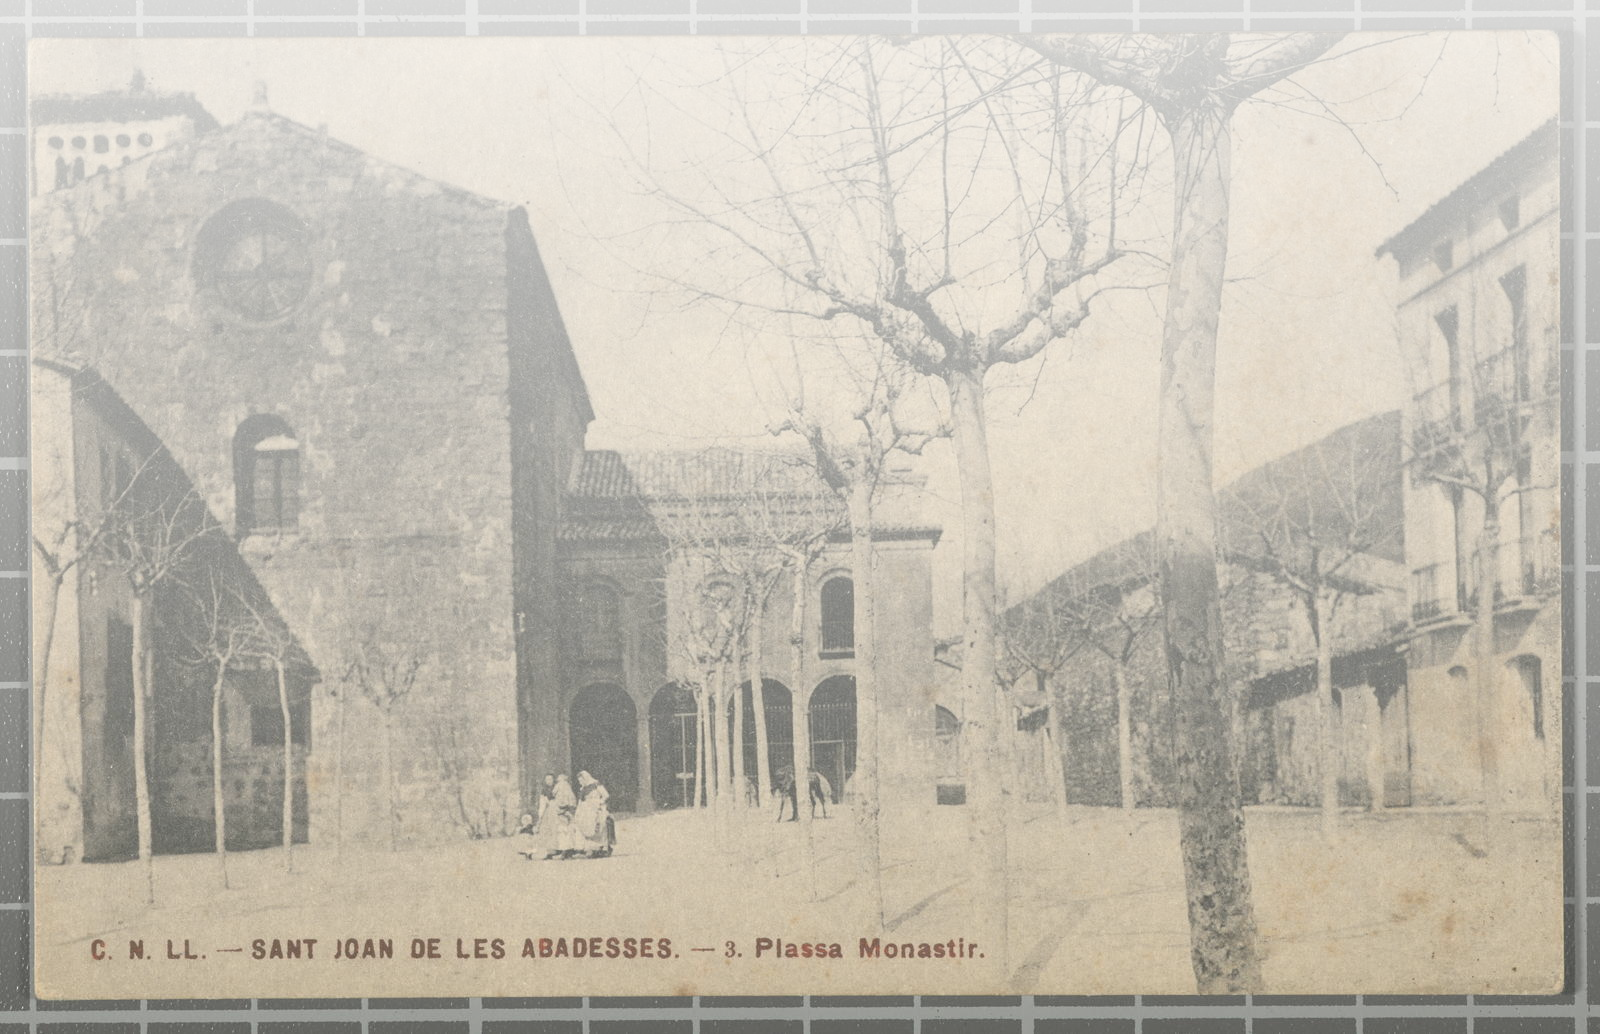 C. N. LL. — SANT JOAN DE LES ABADESSES. — 3. Plassa Monastir.